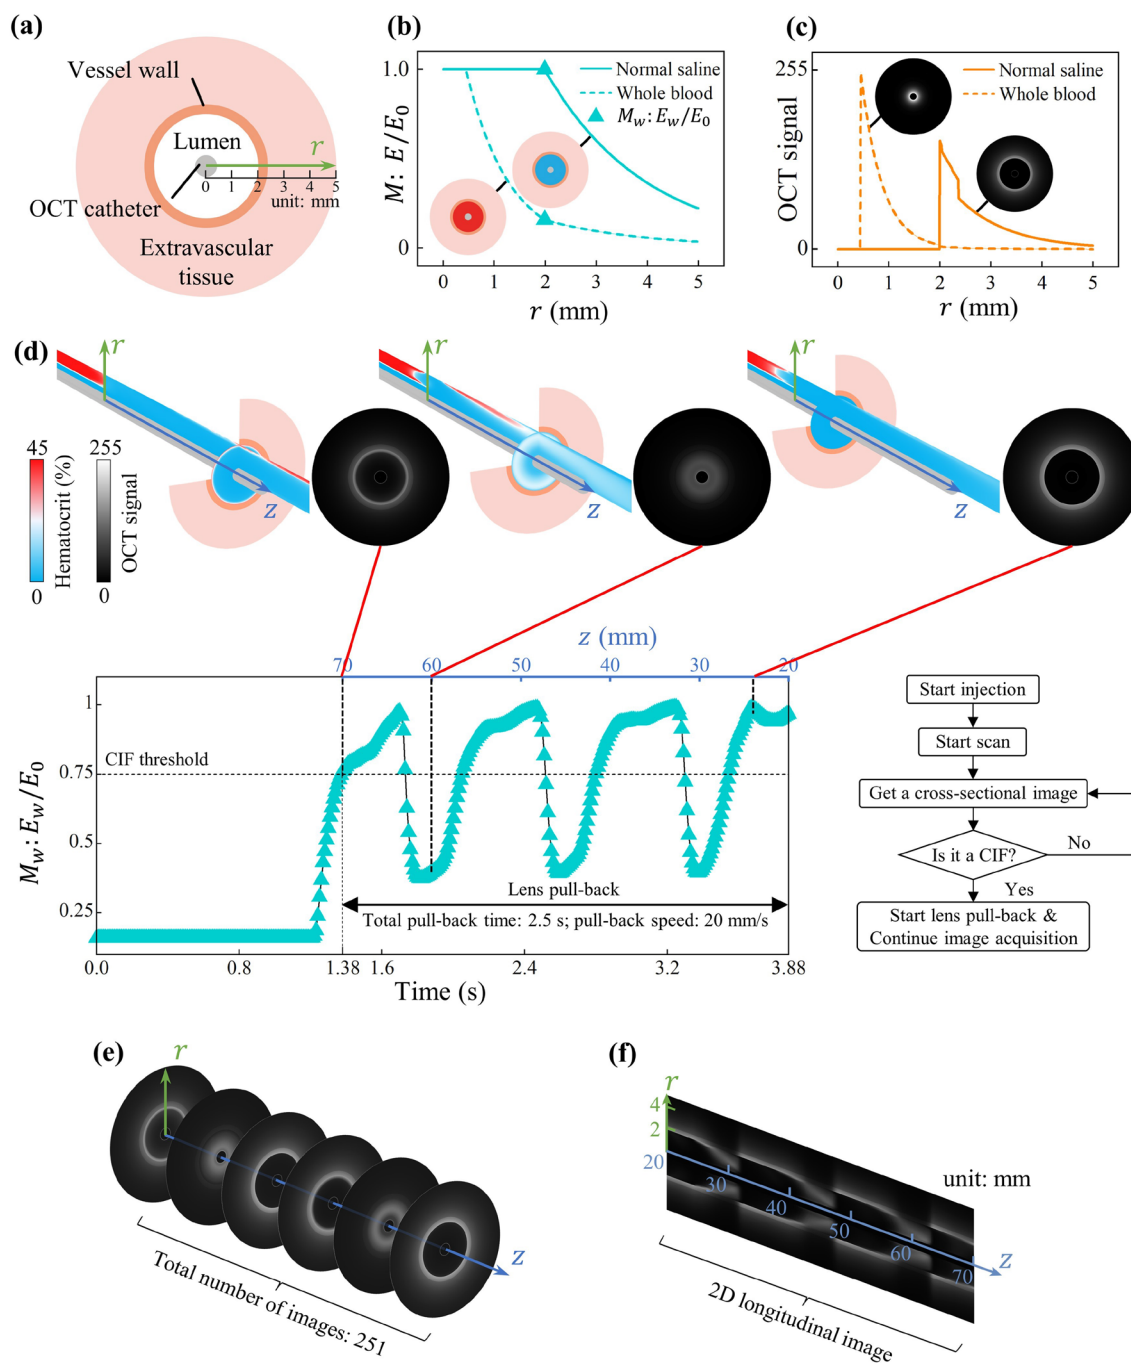 (a)
Vessel wall
Lumen
r
0 1 2 3 4 5
unit: mm
OCT catheter
Extravascular
tissue
(b)
M: E/E₀
1.0
0
Normal saline
Whole blood
M_w: E_w/E₀
0 1 2 3 4 5
r (mm)
(c)
OCT signal
255
0
Normal saline
Whole blood
0 1 2 3 4 5
r (mm)
(d)
r
z
r
z
r
z
45
0
Hematocrit (%)
255
0
OCT signal
z (mm)
70 60 50 40 30 20
M_w: E_w/E₀
1
0.75
0.5
0.25
CIF threshold
Lens pull-back
Total pull-back time: 2.5 s; pull-back speed: 20 mm/s
0.0 0.8 1.38 1.6 2.4 3.2 3.88
Time (s)
Start injection
Start scan
Get a cross-sectional image
Is it a CIF?
No
Yes
Start lens pull-back &
Continue image acquisition
(e)
r
z
Total number of images: 251
(f)
r
4
2
20 30 40 50 60 70
z
unit: mm
2D longitudinal image